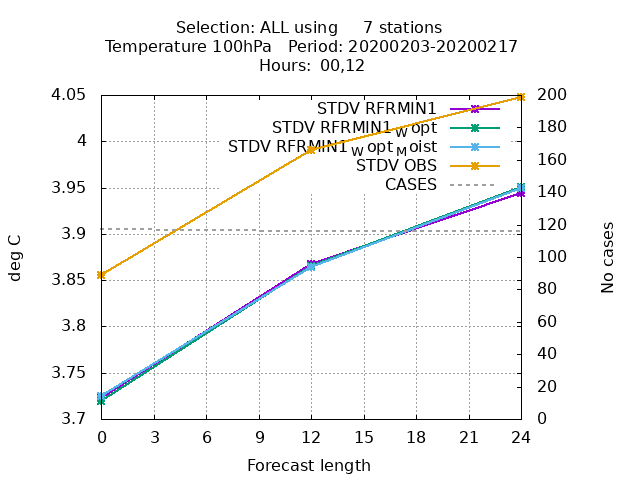 Selection: ALL using 7 stations
Temperature 100hPa Period: 20200203-20200217
Hours: 00,12
4.05
4
3.95
3.9
3.85
3.8
3.75
3.7
deg C
STDV RFRMIN1
STDV RFRMIN1_W opt
STDV RFRMIN1_W opt_M oist
STDV OBS
CASES
200
180
160
140
120
100
80
60
40
20
0
No cases
0 3 6 9 12 15 18 21 24
Forecast length